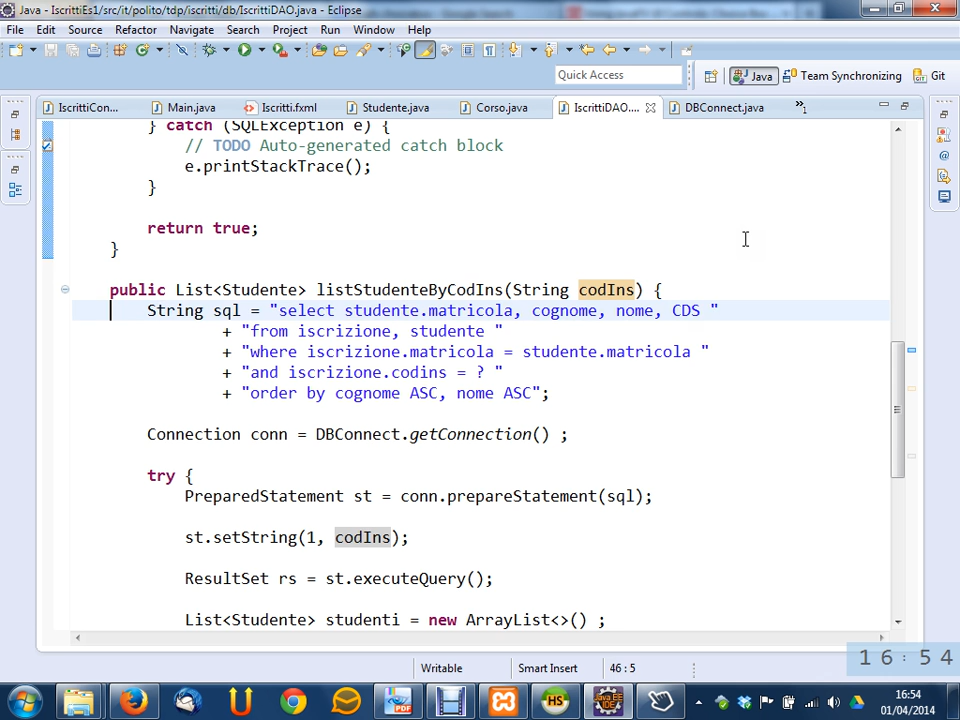 Java - IscrittiEs1/src/it/polito/tdp/iscritti/db/IscrittiDAO.java - Eclipse
File Edit Source Refactor Navigate Search Project Run Window Help
Quick Access
Java
Team Synchronizing
Git
IscrittiCon...
Main.java
Iscritti.fxml
Studente.java
Corso.java
IscrittiDAO....
DBConnect.java
»1
} catch (SQLException e) {
// TODO Auto-generated catch block
e.printStackTrace();
}
return true;
}
public List<Studente> listStudenteByCodIns(String codIns) {
String sql = "select studente.matricola, cognome, nome, CDS "
+ "from iscrizione, studente "
+ "where iscrizione.matricola = studente.matricola "
+ "and iscrizione.codins = ? "
+ "order by cognome ASC, nome ASC";
Connection conn = DBConnect.getConnection() ;
try {
PreparedStatement st = conn.prepareStatement(sql);
st.setString(1, codIns);
ResultSet rs = st.executeQuery();
List<Studente> studenti = new ArrayList<>() ;
Writable
Smart Insert
46 : 5
16:54
16:54
01/04/2014